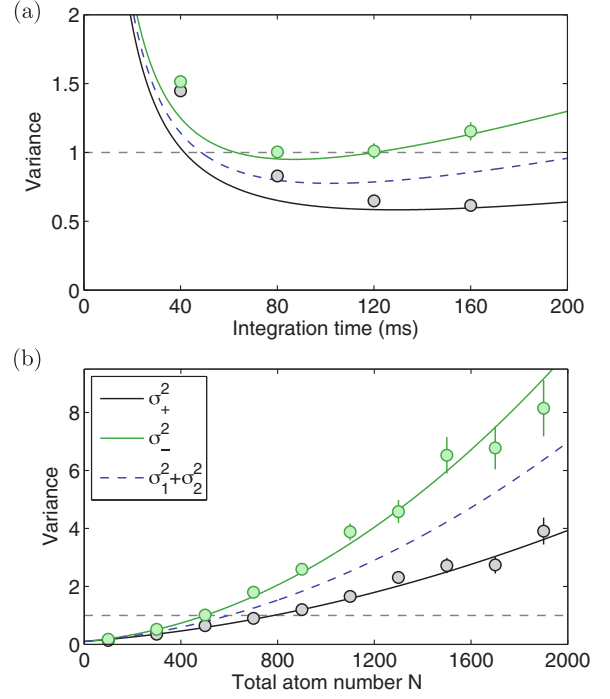 (a)
2
1.5
1
0.5
0
Variance
0 40 80 120 160 200
Integration time (ms)
(b)
σ²₊
σ²₋
σ²₁+σ²₂
8
6
4
2
0
Variance
0 400 800 1200 1600 2000
Total atom number N